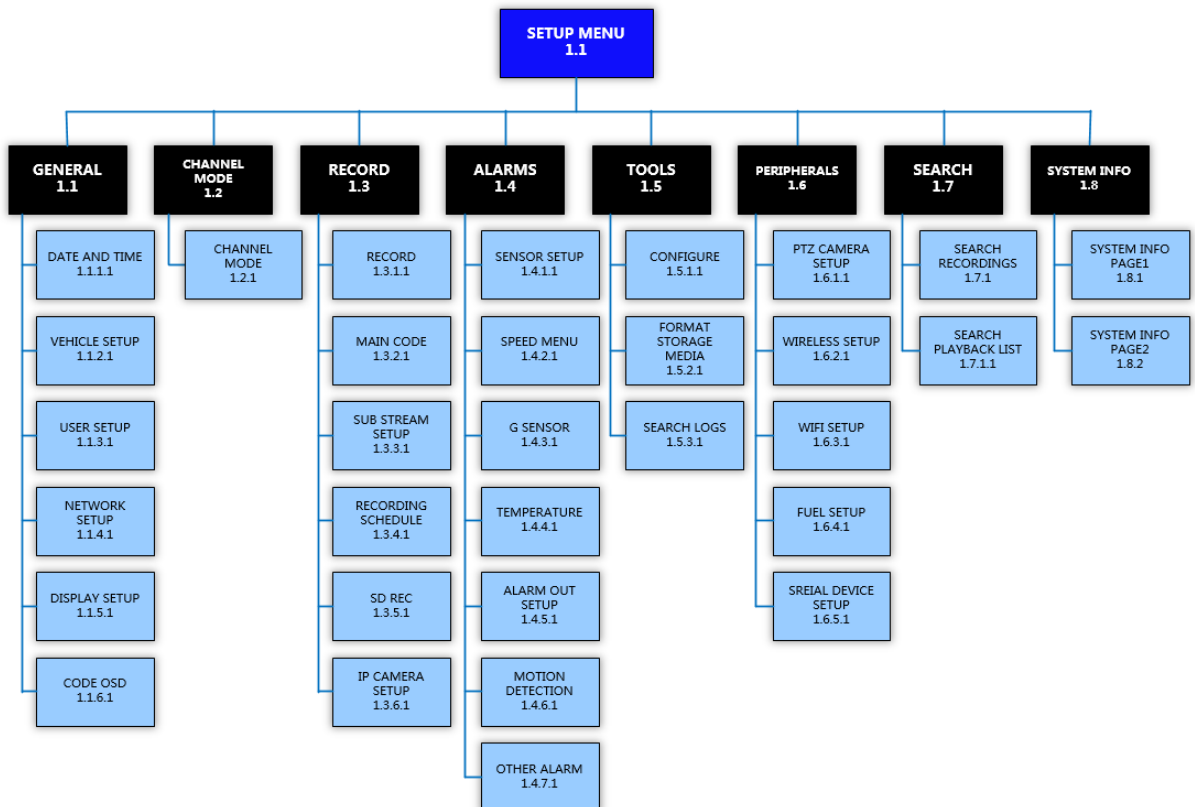 SETUP MENU
1.1
GENERAL
1.1
CHANNEL
MODE
1.2
RECORD
1.3
ALARMS
1.4
TOOLS
1.5
PERIPHERALS
1.6
SEARCH
1.7
SYSTEM INFO
1.8
DATE AND TIME
1.1.1.1
VEHICLE SETUP
1.1.2.1
USER SETUP
1.1.3.1
NETWORK
SETUP
1.1.4.1
DISPLAY SETUP
1.1.5.1
CODE OSD
1.1.6.1
CHANNEL
MODE
1.2.1
RECORD
1.3.1.1
MAIN CODE
1.3.2.1
SUB STREAM
SETUP
1.3.3.1
RECORDING
SCHEDULE
1.3.4.1
SD REC
1.3.5.1
IP CAMERA
SETUP
1.3.6.1
SENSOR SETUP
1.4.1.1
SPEED MENU
1.4.2.1
G SENSOR
1.4.3.1
TEMPERATURE
1.4.4.1
ALARM OUT
SETUP
1.4.5.1
MOTION
DETECTION
1.4.6.1
OTHER ALARM
1.4.7.1
CONFIGURE
1.5.1.1
FORMAT
STORAGE
MEDIA
1.5.2.1
SEARCH LOGS
1.5.3.1
PTZ CAMERA
SETUP
1.6.1.1
WIRELESS SETUP
1.6.2.1
WIFI SETUP
1.6.3.1
FUEL SETUP
1.6.4.1
SREIAL DEVICE
SETUP
1.6.5.1
SEARCH
RECORDINGS
1.7.1
SEARCH
PLAYBACK LIST
1.7.1.1
SYSTEM INFO
PAGE1
1.8.1
SYSTEM INFO
PAGE2
1.8.2